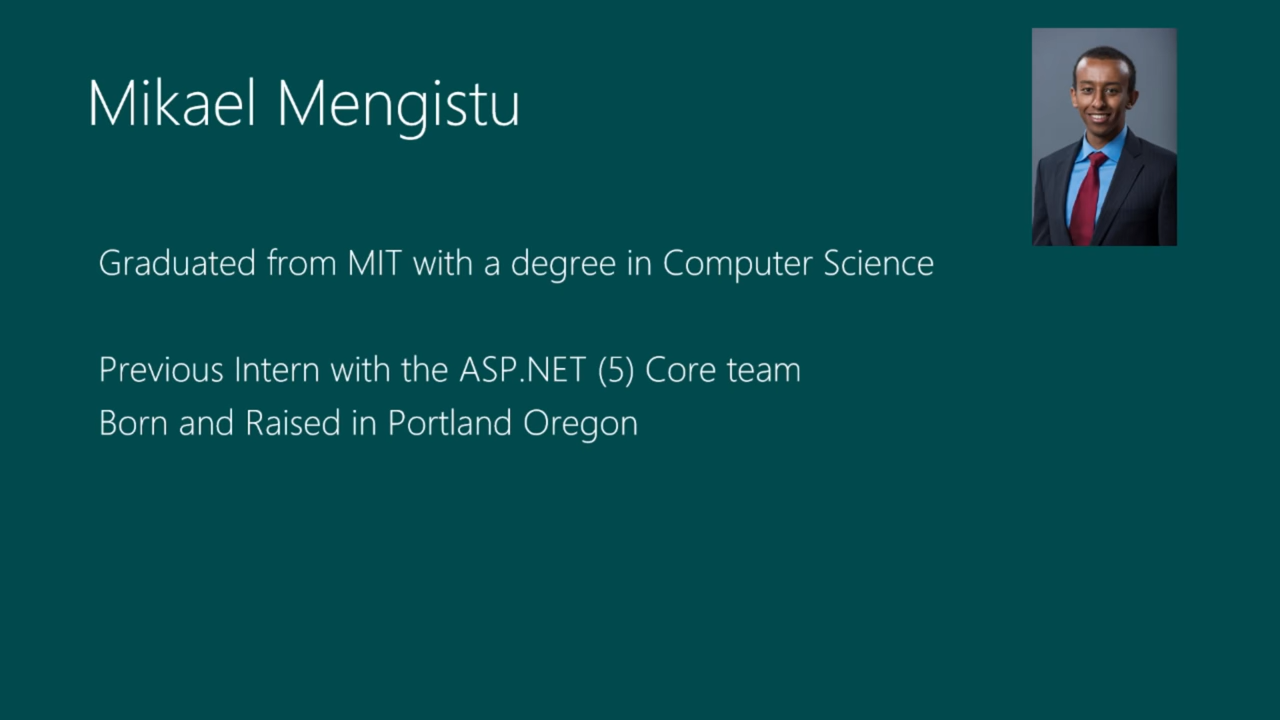 Mikael Mengistu
Graduated from MIT with a degree in Computer Science
Previous Intern with the ASP.NET (5) Core team
Born and Raised in Portland Oregon